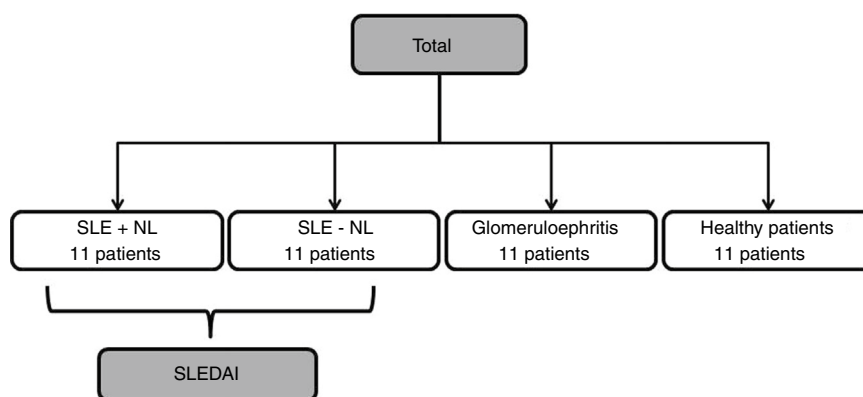 Total
SLE + NL
11 patients
SLE - NL
11 patients
Glomeruloephritis
11 patients
Healthy patients
11 patients
SLEDAI